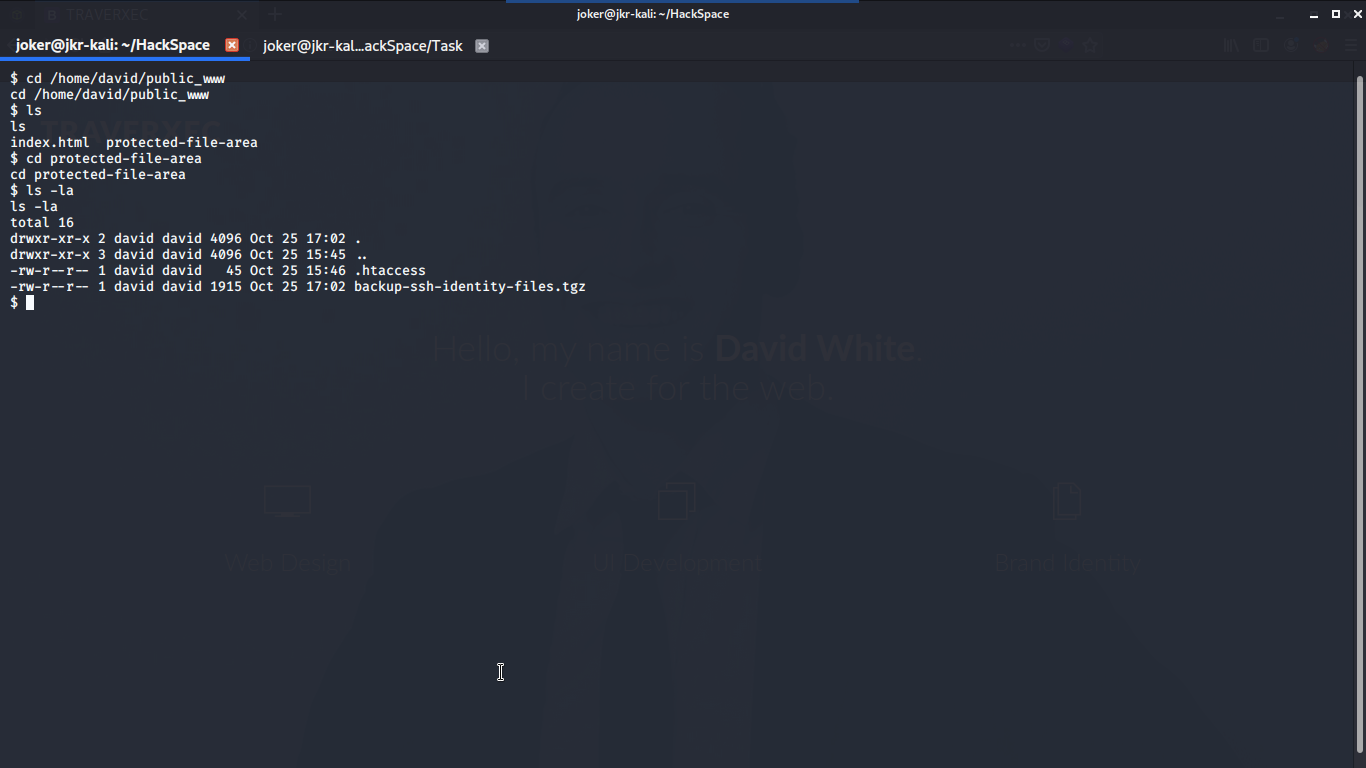 TRAVERXEC
joker@jkr-kali: ~/HackSpace
joker@jkr-kali: ~/HackSpace
joker@jkr-kal...ackSpace/Task
$ cd /home/david/public_www
cd /home/david/public_www
$ ls
ls
index.html  protected-file-area
$ cd protected-file-area
cd protected-file-area
$ ls -la
ls -la
total 16
drwxr-xr-x 2 david david 4096 Oct 25 17:02 .
drwxr-xr-x 3 david david 4096 Oct 25 15:45 ..
-rw-r--r-- 1 david david   45 Oct 25 15:46 .htaccess
-rw-r--r-- 1 david david 1915 Oct 25 17:02 backup-ssh-identity-files.tgz
$
TRAVERXEC
Hello, my name is David White.
I create for the web.
Web Design
UI Development
Brand Identity